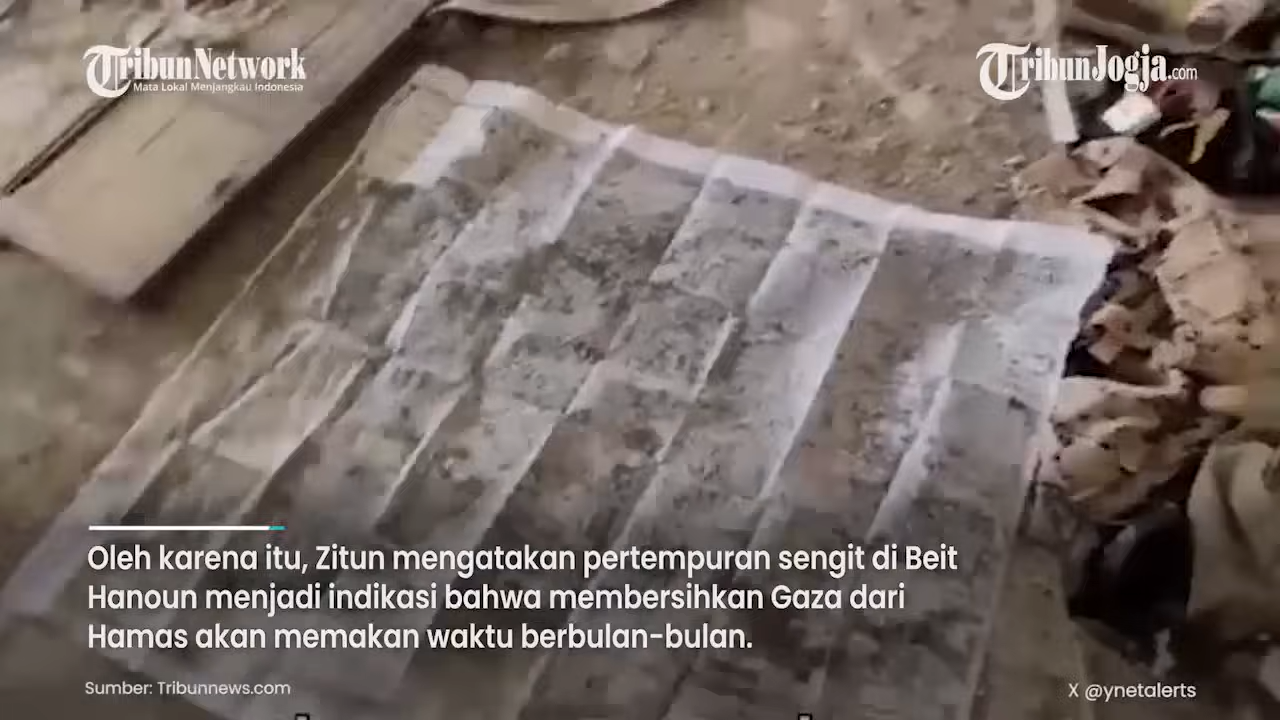 TribunNetwork
Mata Lokal Menjangkau Indonesia
TribunJogja.com
Oleh karena itu, Zitun mengatakan pertempuran sengit di Beit
Hanoun menjadi indikasi bahwa membersihkan Gaza dari
Hamas akan memakan waktu berbulan-bulan.
Sumber: Tribunnews.com
X @ynetalerts